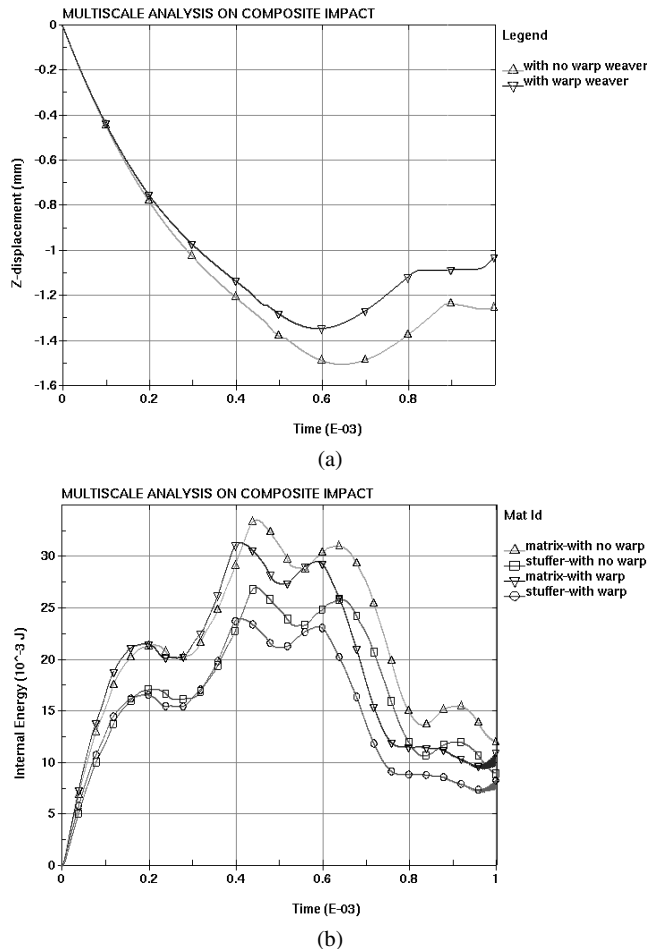 MULTISCALE ANALYSIS ON COMPOSITE IMPACT
Legend
with no warp weaver
with warp weaver
0
-0.2
-0.4
-0.6
-0.8
-1
-1.2
-1.4
-1.6
Z-displacement (mm)
0
0.2
0.4
0.6
0.8
Time (E-03)
(a)
MULTISCALE ANALYSIS ON COMPOSITE IMPACT
Mat Id
matrix-with no warp
stuffer-with no warp
matrix-with warp
stuffer-with warp
30
25
20
15
10
5
0
Internal Energy (10^-3 J)
0
0.2
0.4
0.6
0.8
1
Time (E-03)
(b)